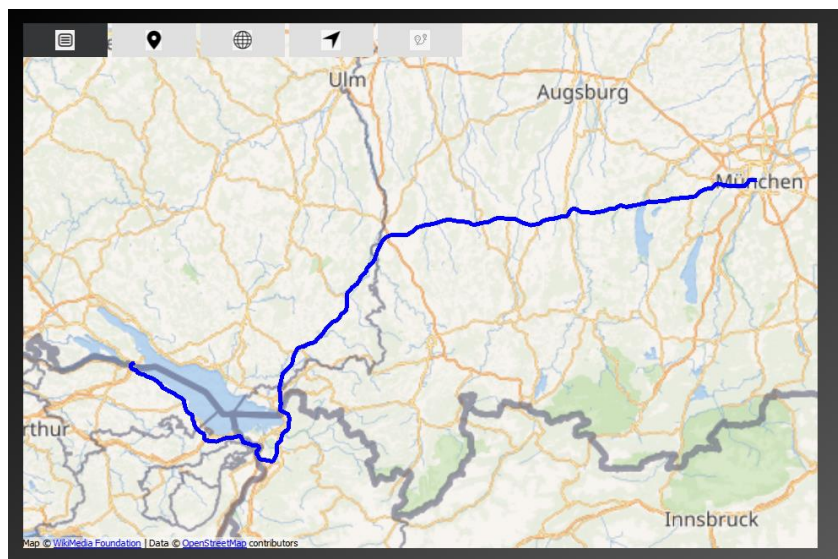 Ulm
Augsburg
München
rthur
Innsbruck
Map © WikiMedia Foundation | Data © OpenStreetMap contributors